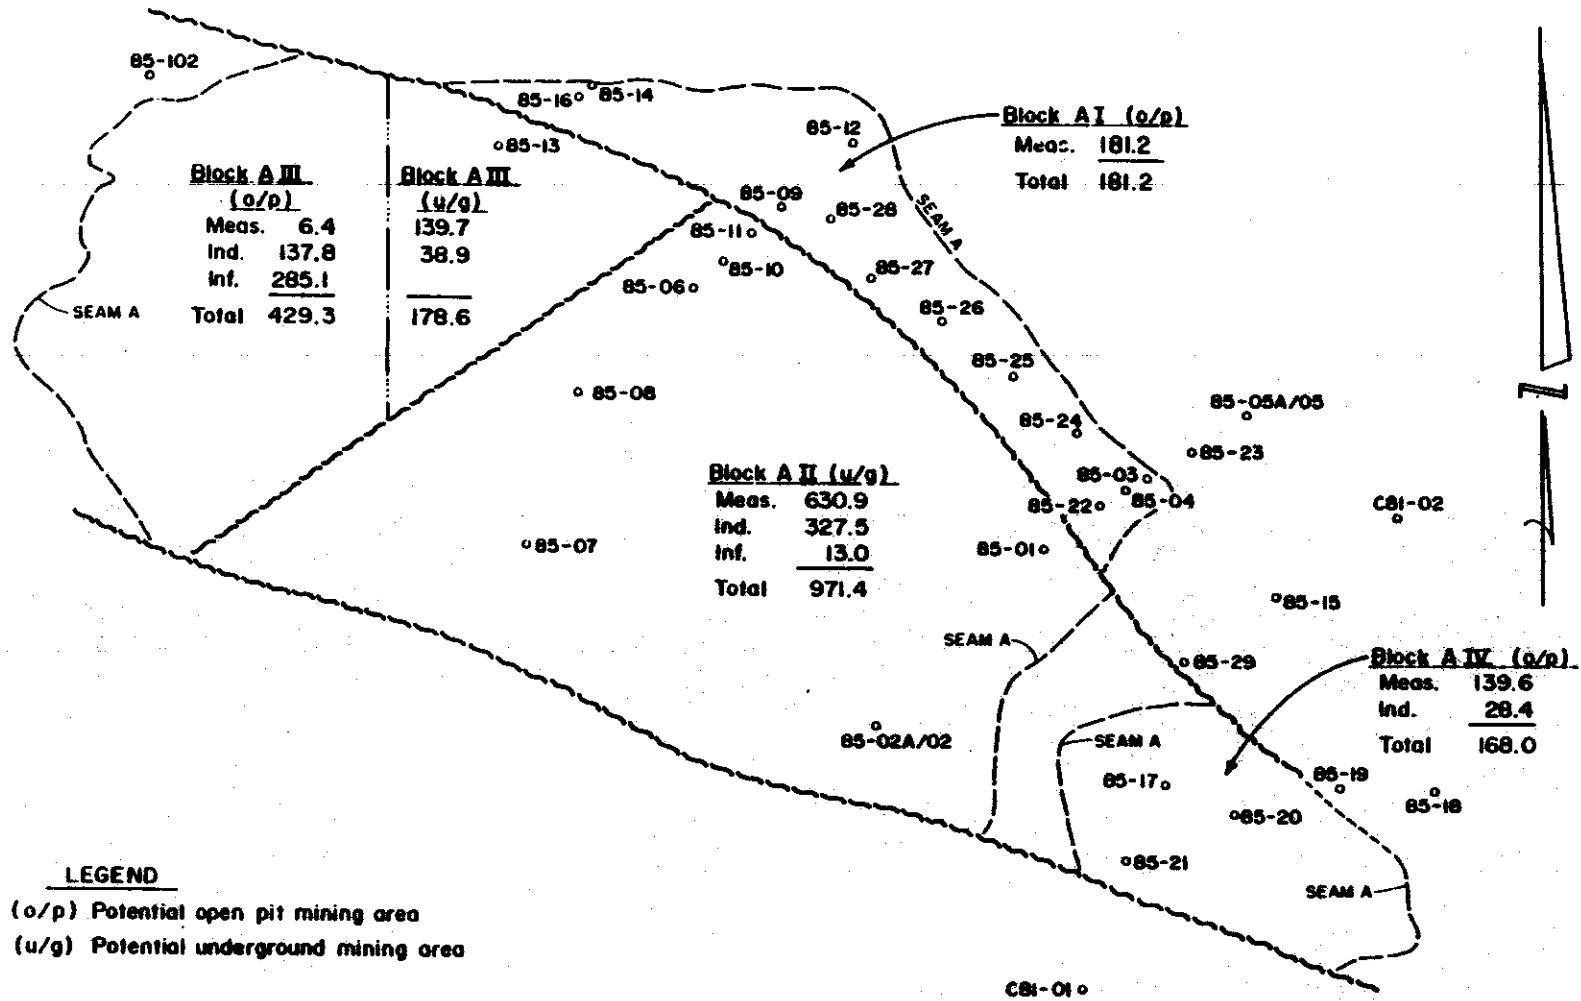 85-102
85-16
85-14
85-13
85-12
Block A I (o/p)
Meas. 181.2
Total 181.2
Block A III
(o/p)
Meas. 6.4
Ind. 137.8
Inf. 285.1
Total 429.3
Block A III
(u/g)
139.7
38.9
178.6
85-09
85-28
SEAM A
85-11
85-10
85-06
85-27
85-26
SEAM A
85-25
85-08
85-24
85-05A/05
85-23
85-03
85-04
85-22
C81-02
Block A II (u/g)
Meas. 630.9
Ind. 327.5
Inf. 13.0
Total 971.4
85-07
85-01
85-15
SEAM A
85-29
Block A IV (o/p)
Meas. 139.6
Ind. 28.4
Total 168.0
85-02A/02
SEAM A
85-17
85-19
85-18
85-20
85-21
SEAM A
N
LEGEND
(o/p) Potential open pit mining area
(u/g) Potential underground mining area
C81-01